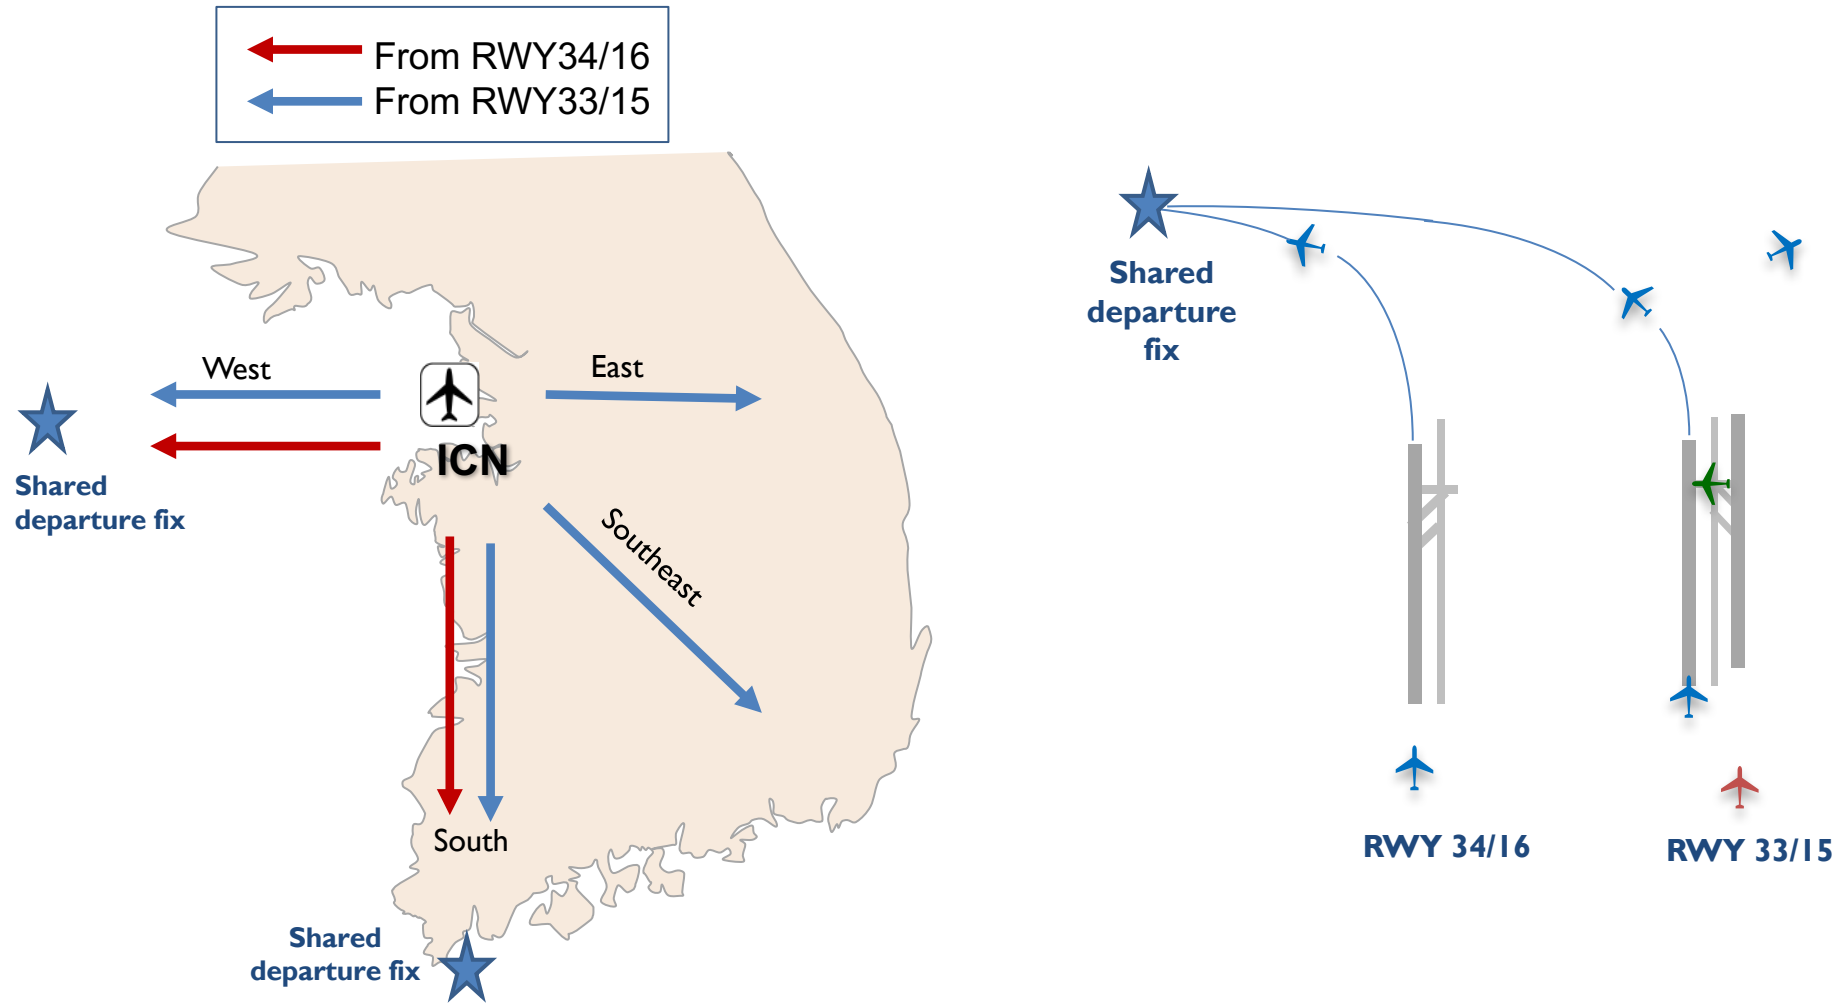 From RWY34/16
From RWY33/15
West
East
ICN
Shared
departure fix
Southeast
South
Shared
departure fix
Shared
departure
fix
RWY 34/16
RWY 33/15